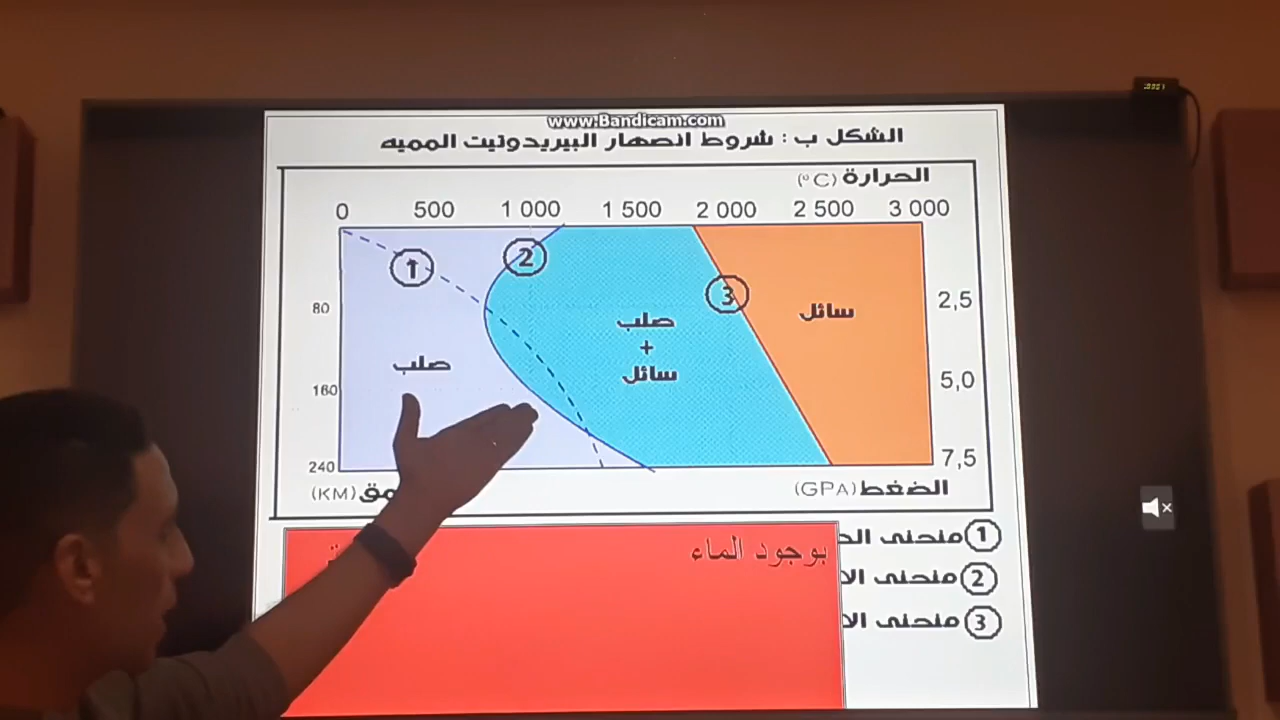 www.Bandicam.com
الشكل ب : شروط انصهار البيريدوتيت المميه
الحرارة (°C)
0 500 1 000 1 500 2 000 2 500 3 000
1
2
3
80
160
240
صلب
صلب
+
سائل
سائل
2,5
5,0
7,5
(KM)
الضغط (GPA)
1 منحنى
2 منحنى
3 منحنى
بوجود الماء